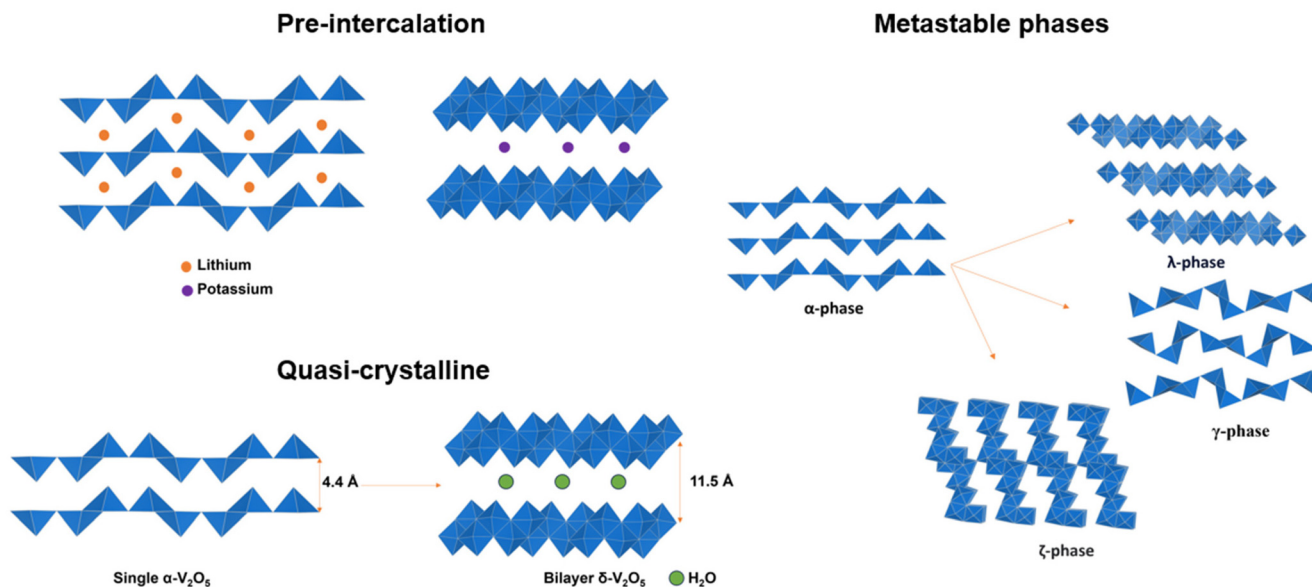 Pre-intercalation
Lithium
Potassium
Quasi-crystalline
4.4 Å
11.5 Å
Single α-V₂O₅
Bilayer δ-V₂O₅
H₂O
Metastable phases
α-phase
λ-phase
γ-phase
ζ-phase